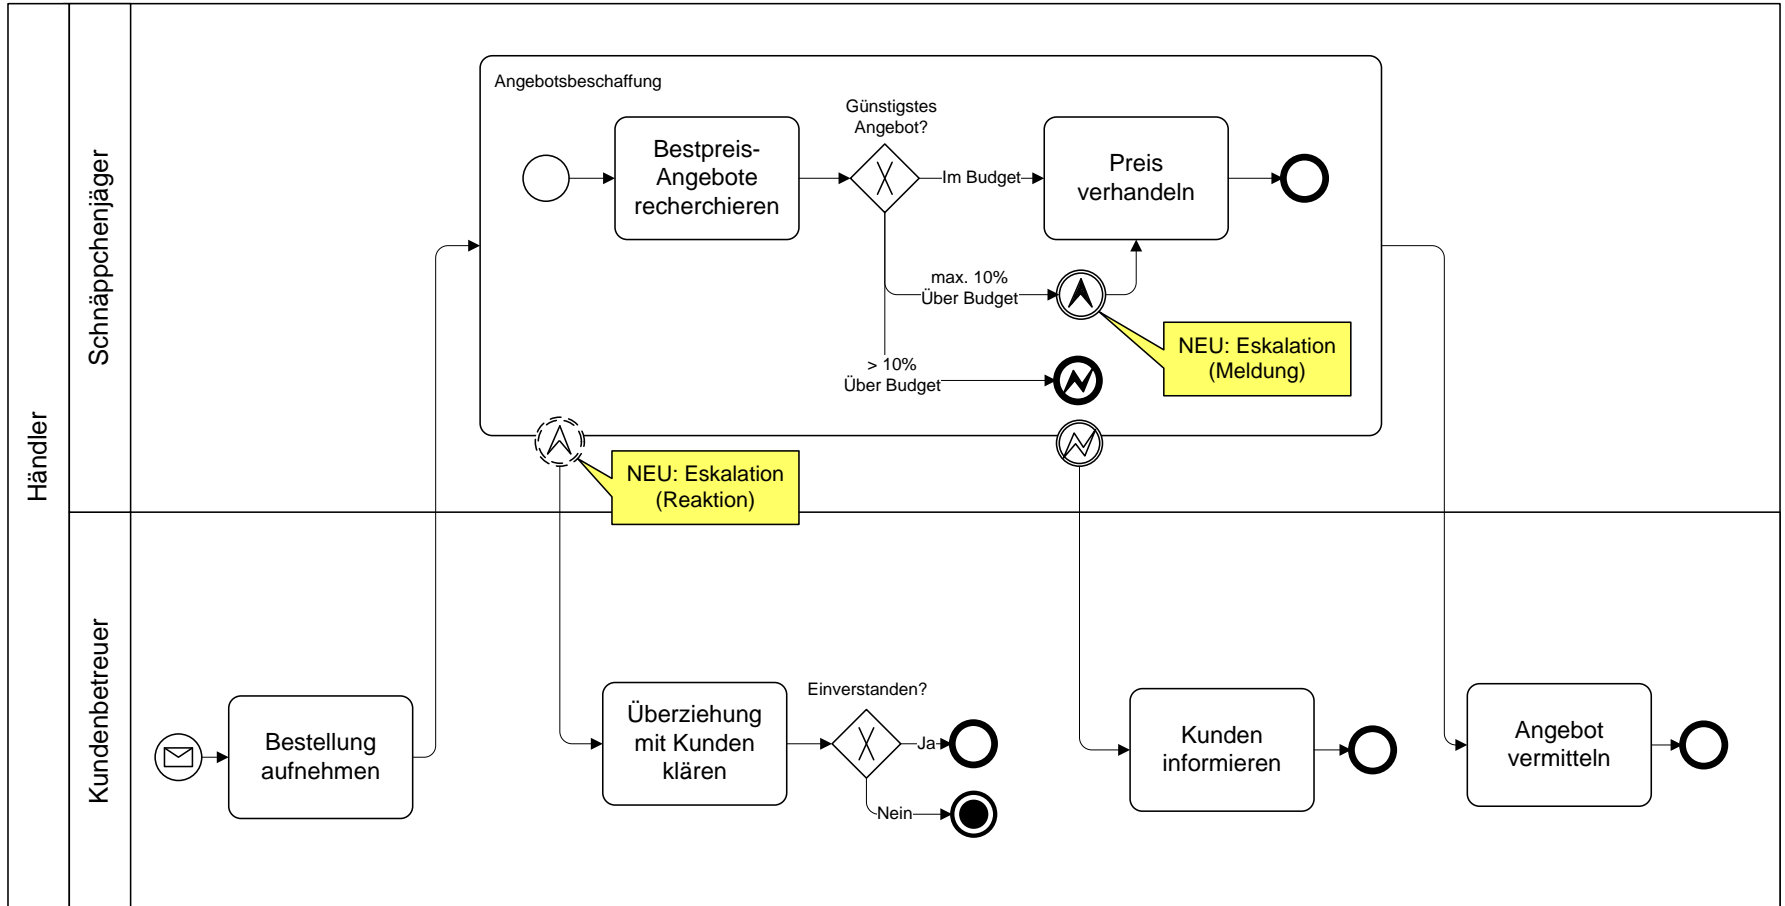 Händler
Schnäppchenjäger
Kundenbetreuer
Angebotsbeschaffung
Bestpreis-
Angebote
recherchieren
Günstigstes
Angebot?
X
Im Budget
Preis
verhandeln
max. 10%
Über Budget
NEU: Eskalation
(Meldung)
> 10%
Über Budget
NEU: Eskalation
(Reaktion)
Bestellung
aufnehmen
Überziehung
mit Kunden
klären
Einverstanden?
X
Ja
Nein
Kunden
informieren
Angebot
vermitteln